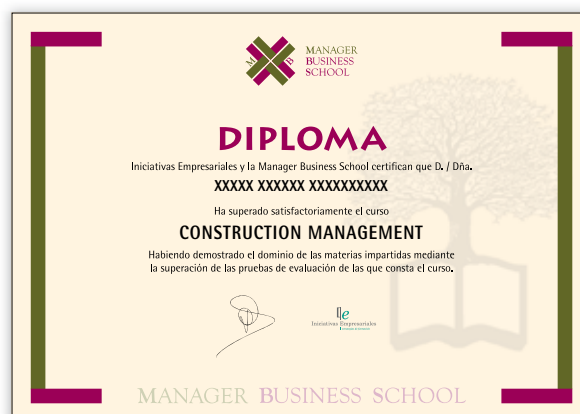 M B
MANAGER
BUSINESS
SCHOOL
DIPLOMA
Iniciativas Empresariales y la Manager Business School certifican que D. / Dña.
XXXXX XXXXXX XXXXXXXXXX
Ha superado satisfactoriamente el curso
CONSTRUCTION MANAGEMENT
Habiendo demostrado el dominio de las materias impartidas mediante
la superación de las pruebas de evaluación de las que consta el curso.
Ile
Iniciativas Empresariales
MANAGER BUSINESS SCHOOL